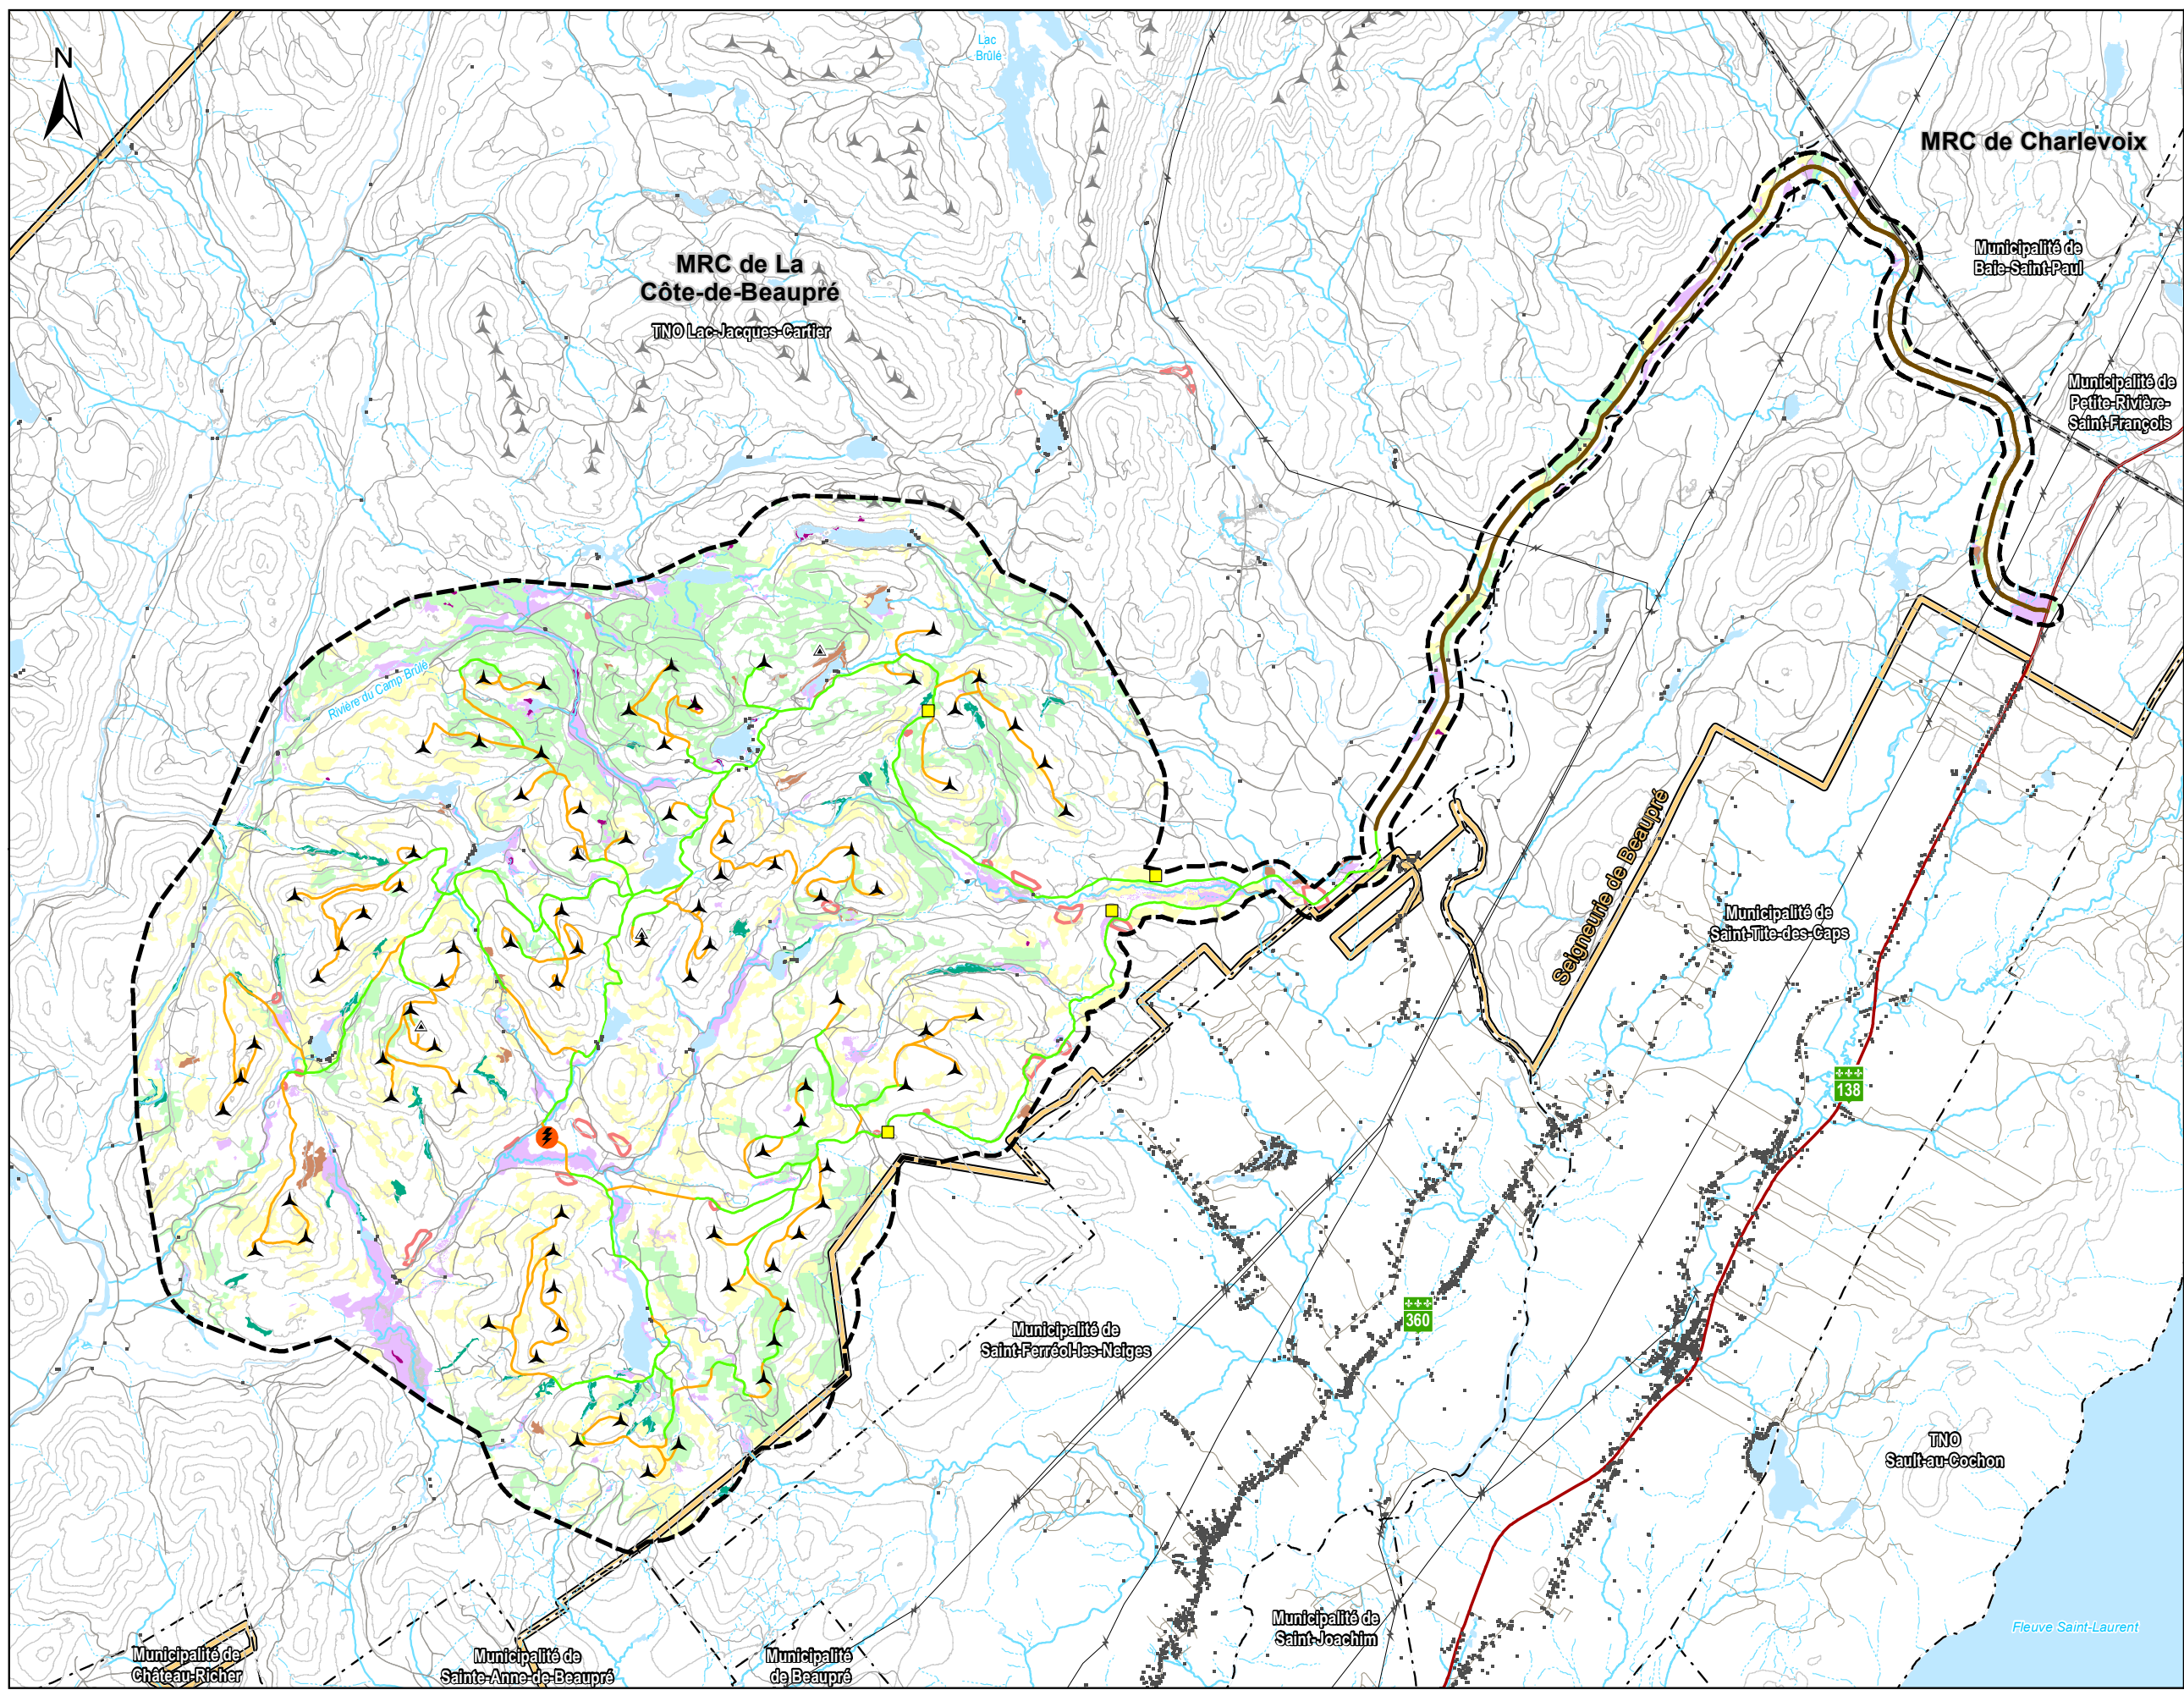 N
Lac
Brûlé
MRC de Charlevoix
MRC de La
Côte-de-Beaupré
TNO Lac-Jacques-Cartier
Municipalité de
Baie-Saint-Paul
Municipalité de
Petite-Rivière-
Saint-François
Rivière du Camp Brûlé
Seigneurie de Beaupré
Municipalité de
Saint-Tite-des-Caps
138
360
Municipalité de
Saint-Ferréol-les-Neiges
TNO
Sault-au-Cochon
Fleuve Saint-Laurent
Municipalité de
Saint-Joachim
Municipalité de
Château-Richer
Municipalité de
Sainte-Anne-de-Beaupré
Municipalité
de Beaupré